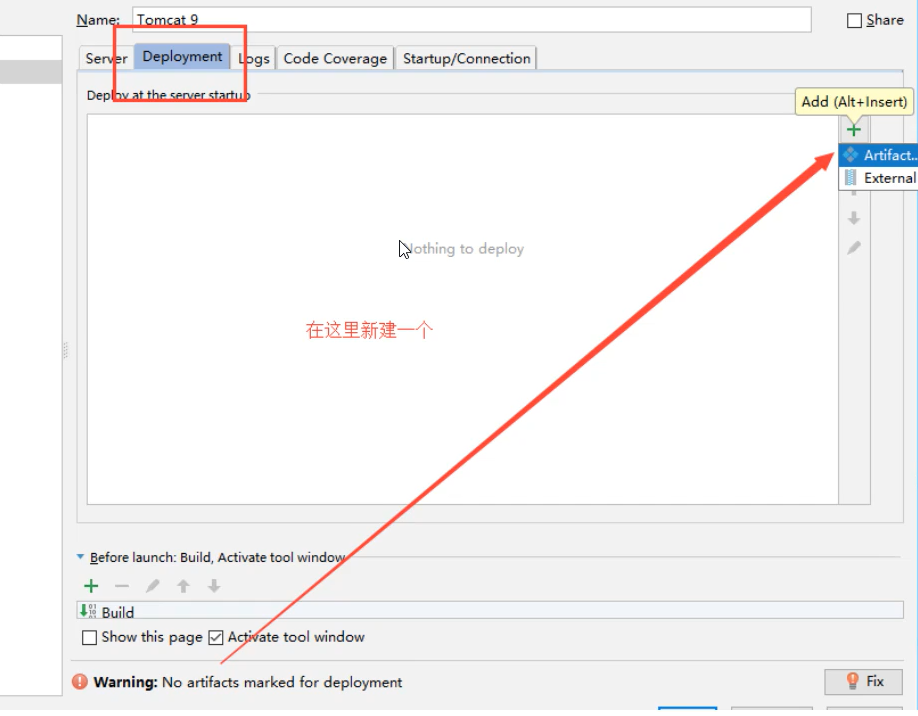 Name: Tomcat 9 Share
Server Deployment Logs Code Coverage Startup/Connection
Deploy at the server startup
Add (Alt+Insert)
Artifact...
External
Nothing to deploy
在这里新建一个
Before launch: Build, Activate tool window
Build
Show this page Activate tool window
Warning: No artifacts marked for deployment Fix